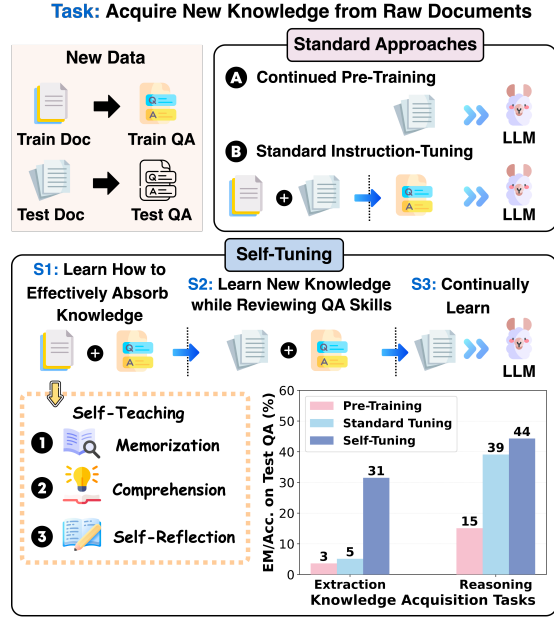 Task: Acquire New Knowledge from Raw Documents
New Data
Train Doc
Train QA
Q
A
Test Doc
Test QA
Q
A
Standard Approaches
A Continued Pre-Training
LLM
B Standard Instruction-Tuning
+
Q
A
LLM
Self-Tuning
S1: Learn How to
Effectively Absorb
Knowledge
+
Q
A
S2: Learn New Knowledge
while Reviewing QA Skills
+
Q
A
S3: Continually
Learn
LLM
Self-Teaching
1 Memorization
2 Comprehension
3 Self-Reflection
EM/Acc. on Test QA (%)
60
50
40
30
20
10
0
Pre-Training
Standard Tuning
Self-Tuning
3
5
31
15
39
44
Extraction
Reasoning
Knowledge Acquisition Tasks